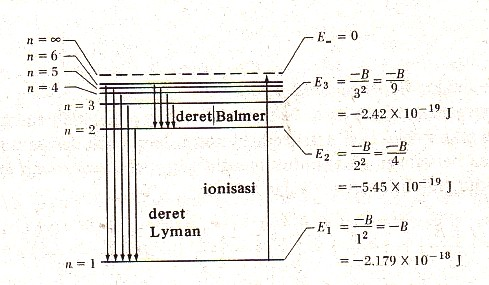 n = ∞
n = 6
n = 5
n = 4
n = 3
n = 2
n = 1
deret Balmer
ionisasi
deret
Lyman
E∞ = 0
E₃ = −B/3² = −B/9
= −2.42 × 10⁻¹⁹ J
E₂ = −B/2² = −B/4
= −5.45 × 10⁻¹⁹ J
E₁ = −B/1² = −B
= −2.179 × 10⁻¹⁸ J